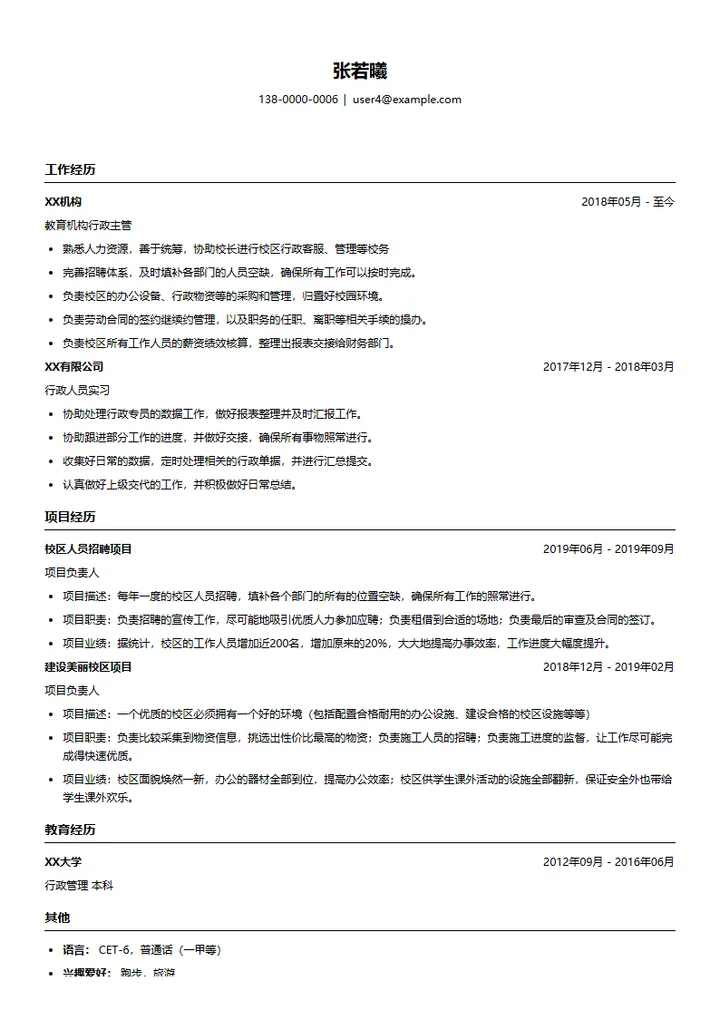 张若曦
138-0000-0006 | user4@example.com
工作经历
XX机构 2018年05月 - 至今
教育机构行政主管
• 熟悉人力资源，善于统筹，协助校长进行校区行政客服、管理等校务
• 完善招聘体系，及时填补各部门的人员空缺，确保所有工作可以按时完成。
• 负责校区的办公设备、行政物资等的采购和管理，归置好校园环境。
• 负责劳动合同的签约继续约管理，以及职务的任职、离职等相关手续的操办。
• 负责校区所有工作人员的薪资绩效核算，整理出报表交接给财务部门。
XX有限公司 2017年12月 - 2018年03月
行政人员实习
• 协助处理行政专员的数据工作，做好报表整理并及时汇报工作。
• 协助跟进部分工作的进度，并做好交接，确保所有事物照常进行。
• 收集好日常的数据，定时处理相关的行政单据，并进行汇总提交。
• 认真做好上级交代的工作，并积极做好日常总结。
项目经历
校区人员招聘项目 2019年06月 - 2019年09月
项目负责人
• 项目描述：每年一度的校区人员招聘，填补各个部门的所有的位置空缺，确保所有工作的照常进行。
• 项目职责：负责招聘的宣传工作，尽可能地吸引优质人力参加应聘；负责租借到合适的场地；负责最后的审查及合同的签订。
• 项目业绩：据统计，校区的工作人员增加近200名，增加原来的20%，大大地提高办事效率，工作进度大幅度提升。
建设美丽校区项目 2018年12月 - 2019年02月
项目负责人
• 项目描述：一个优质的校区必须拥有一个好的环境（包括配置合格耐用的办公设施、建设合格的校区设施等等）
• 项目职责：负责比较采集到物资信息，挑选出性价比最高的物资；负责施工人员的招聘；负责施工进度的监督，让工作尽可能完
成得快速优质。
• 项目业绩：校区面貌焕然一新，办公的器材全部到位，提高办公效率；校区供学生课外活动的设施全部翻新，保证安全外也带给
学生课外欢乐。
教育经历
XX大学 2012年09月 - 2016年06月
行政管理 本科
其他
• 语言： CET-6，普通话（一甲等）
• 兴趣爱好： 跑步，旅游